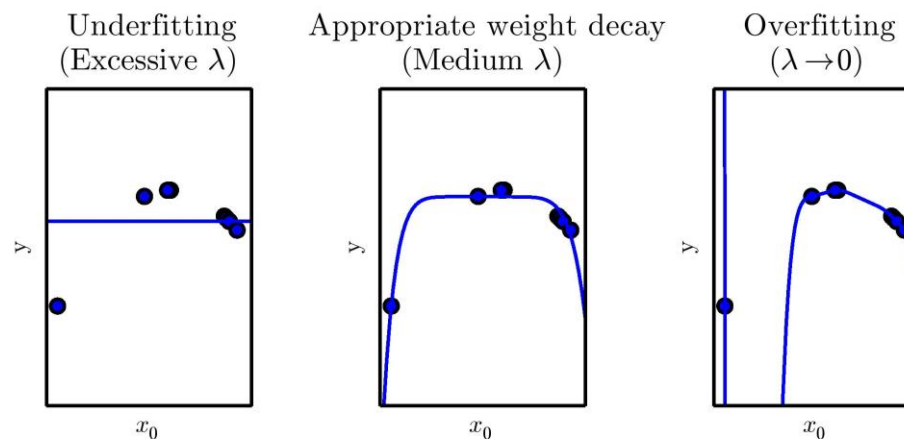 Underfitting
(Excessive λ)
Appropriate weight decay
(Medium λ)
Overfitting
(λ→0)
y
x₀
y
x₀
y
x₀